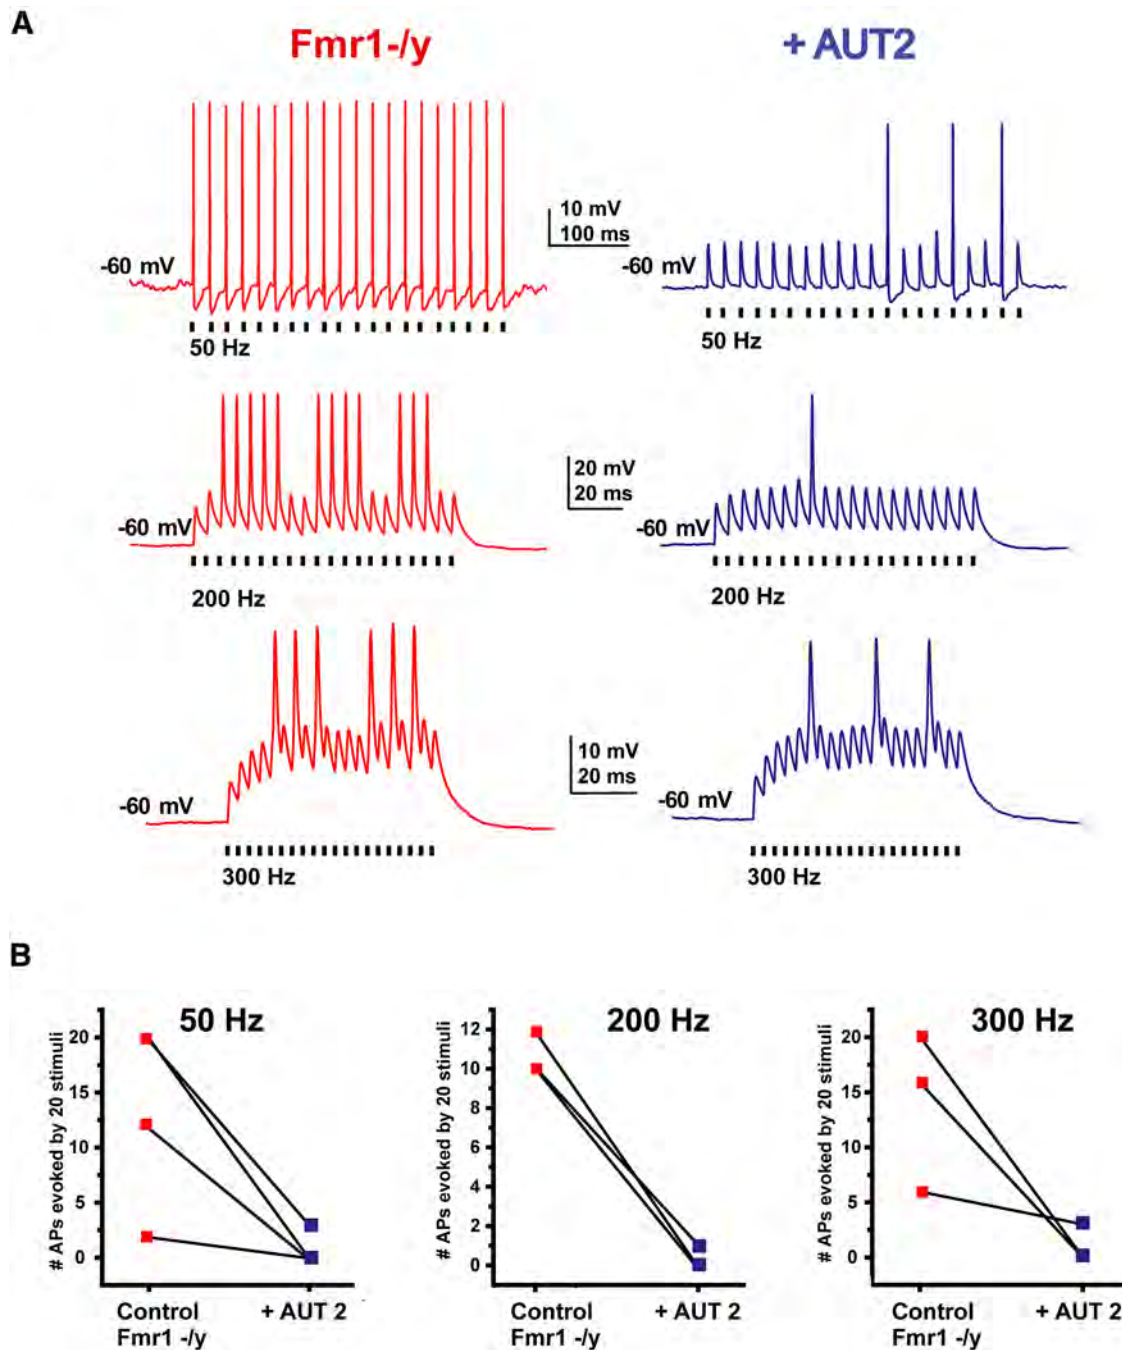 A
Fmr1-/y + AUT2
10 mV
100 ms
-60 mV -60 mV
50 Hz 50 Hz
20 mV
20 ms
-60 mV -60 mV
200 Hz 200 Hz
10 mV
20 ms
-60 mV -60 mV
300 Hz 300 Hz
B
# APs evoked by 20 stimuli
50 Hz
20
15
10
5
0
Control + AUT 2
Fmr1 -/y
# APs evoked by 20 stimuli
200 Hz
12
10
8
6
4
2
0
Control + AUT 2
Fmr1 -/y
# APs evoked by 20 stimuli
300 Hz
20
15
10
5
0
Control + AUT 2
Fmr1 -/y